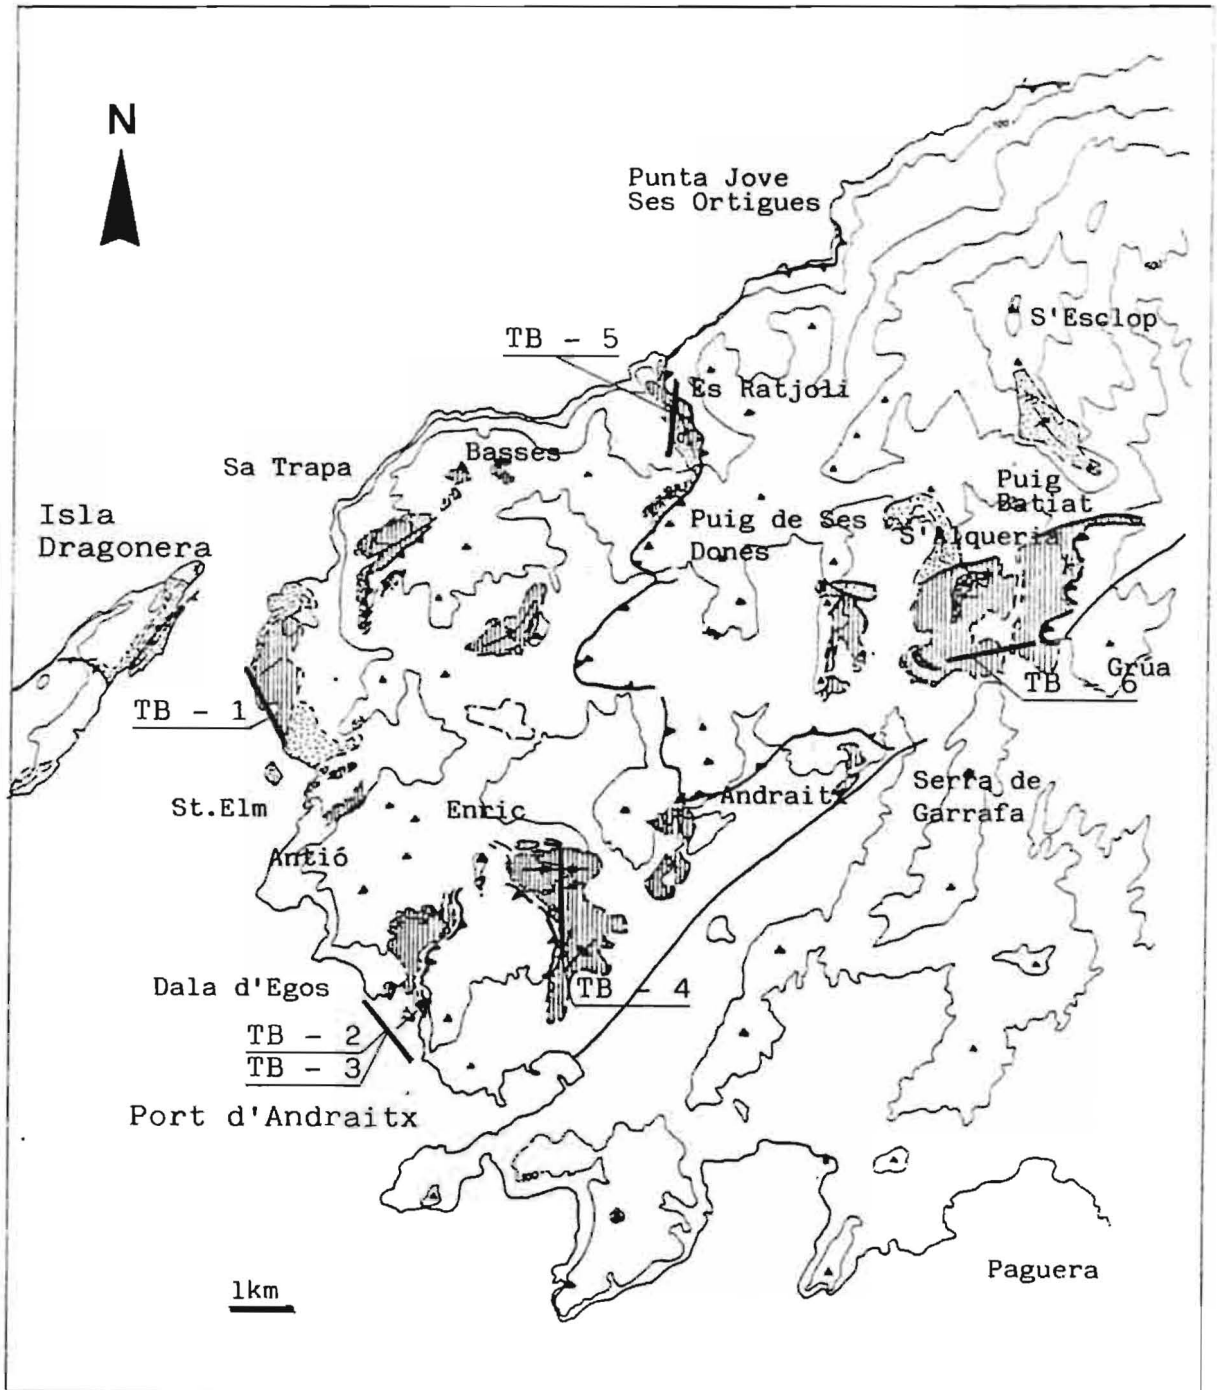 N
Punta Jove
Ses Ortigues
S'Esclop
TB - 5
Es Ratjoli
Basses
Sa Trapa
Puig
Batiat
Isla
Dragonera
Puig de Ses
Dones
S'Alqueria
Grúa
TB - 6
TB - 1
St.Elm
Enric
Andraitx
Serra de
Garrafa
Antió
Dala d'Egos
TB - 4
TB - 2
TB - 3
Port d'Andraitx
100
Paguera
1km